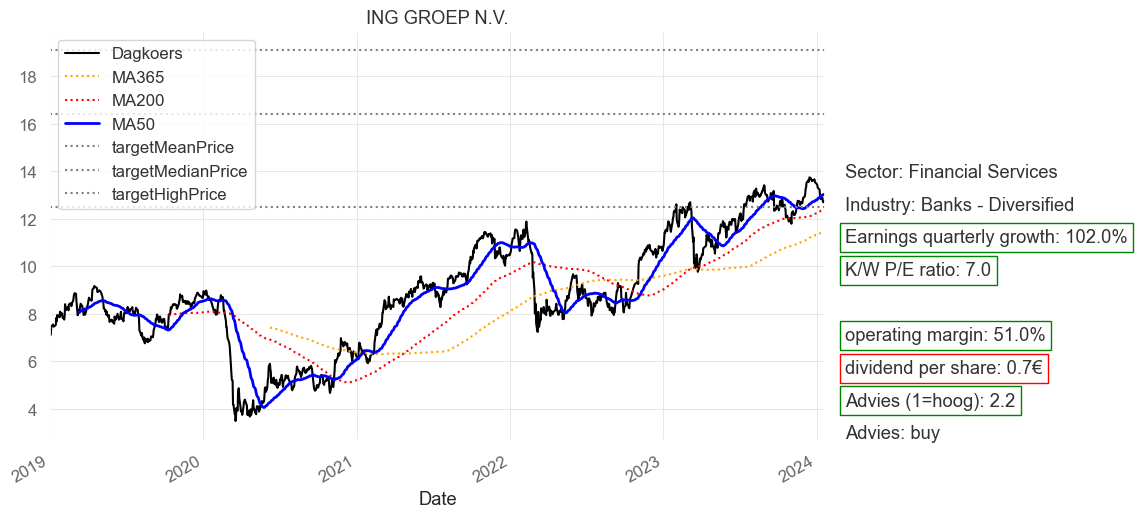 ING GROEP N.V.
Dagkoers
MA365
MA200
MA50
targetMeanPrice
targetMedianPrice
targetHighPrice
18
16
14
12
10
8
6
4
2019
2020
2021
2022
2023
2024
Date
Sector: Financial Services
Industry: Banks - Diversified
Earnings quarterly growth: 102.0%
K/W P/E ratio: 7.0
operating margin: 51.0%
dividend per share: 0.7€
Advies (1=hoog): 2.2
Advies: buy